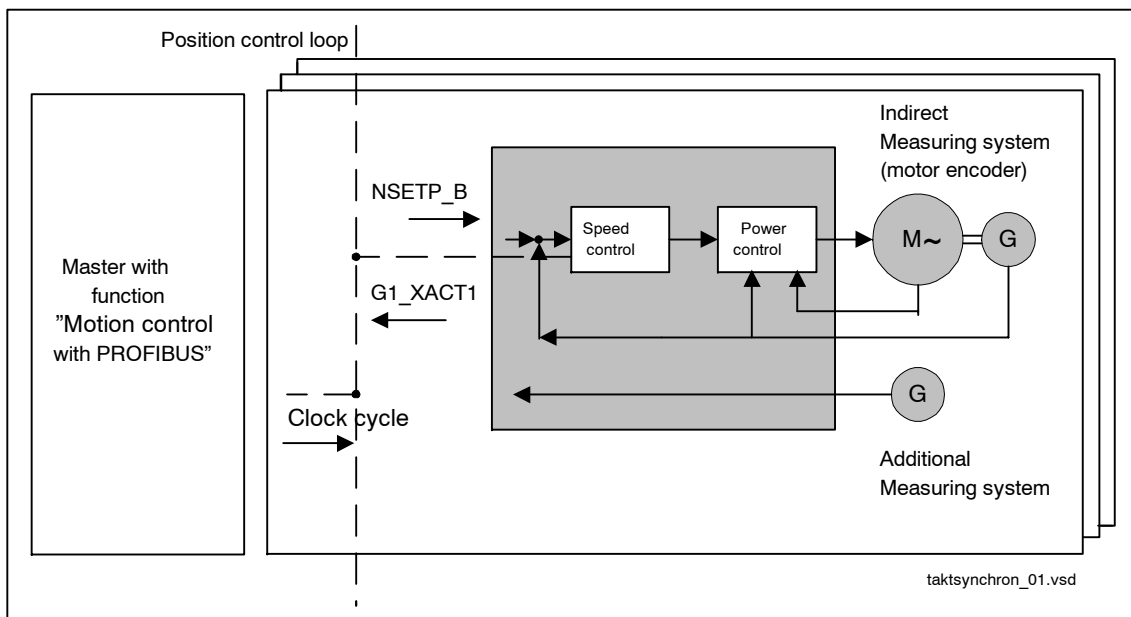 Position control loop
Indirect
Measuring system
(motor encoder)
NSETP_B
Speed
control
Power
control
M~
G
Master with
function
”Motion control
with PROFIBUS”
G1_XACT1
G
Clock cycle
Additional
Measuring system
taktsynchron_01.vsd